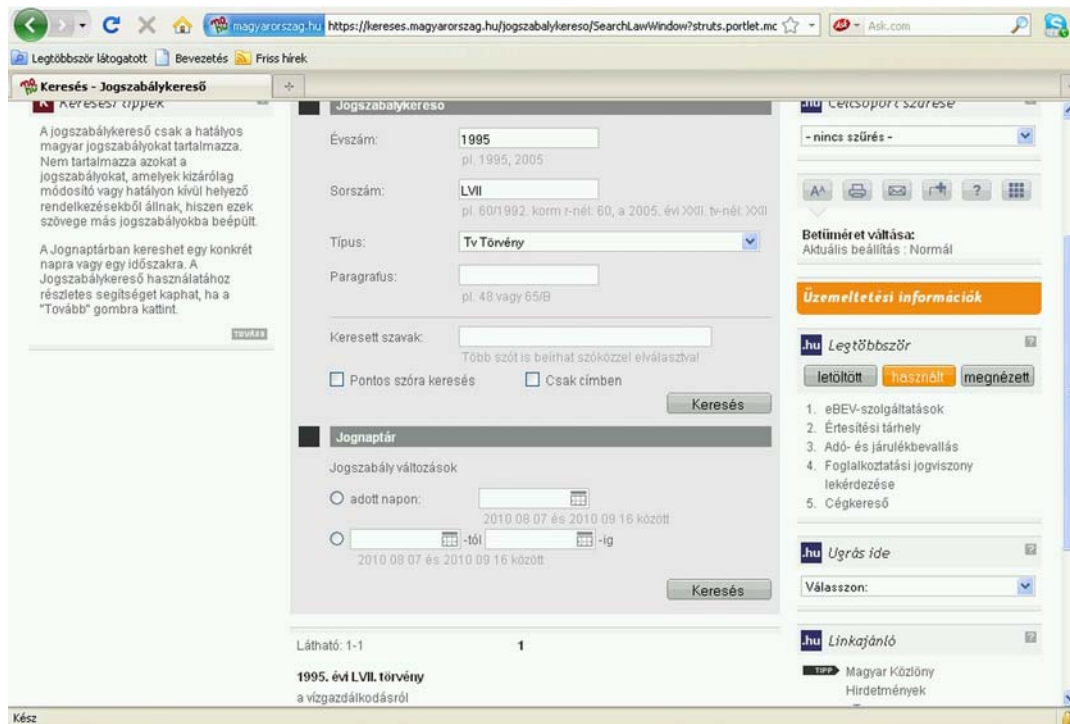 magyarorszag.hu https://kereses.magyarorszag.hu/jogszabalykereso/SearchLawWindow?struts.portlet.mc
Ask.com
Legtöbbször látogatott Bevezetés Friss hírek
Keresés - Jogszabálykereső
Keresési tippek
A jogszabálykereső csak a hatályos
magyar jogszabályokat tartalmazza.
Nem tartalmazza azokat a
jogszabályokat, amelyek kizárólag
módosító vagy hatályon kívül helyező
rendelkezésekből állnak, hiszen ezek
szövege más jogszabályokba beépült.
A Jognaptárban kereshet egy konkrét
napra vagy egy időszakra. A
Jogszabálykereső használatához
részletes segítséget kaphat, ha a
"Tovább" gombra kattint.
TOVÁBB
Jogszabálykereső
Évszám: 1995
pl. 1995, 2005
Sorszám: LVII
pl. 60/1992. korm r-nél: 60, a 2005. évi XXII. tv-nél: XXII
Típus: Tv Törvény
Paragrafus:
pl. 48 vagy 65/B
Keresett szavak:
Több szót is beírhat szóközzel elválasztva!
Pontos szóra keresés Csak címben
Keresés
Jognaptár
Jogszabály változások
adott napon:
2010 08 07 és 2010 09 16 között
-tól -ig
2010 08 07 és 2010 09 16 között
Keresés
Látható: 1-1 1
1995. évi LVII. törvény
a vízgazdálkodásról
.hu Célcsoport szűrése
- nincs szűrés -
AA ?
Betűméret váltása:
Aktuális beállítás : Normál
Üzemeltetési információk
.hu Legtöbbször
letöltött használt megnézett
1. eBEV-szolgáltatások
2. Értesítési tárhely
3. Adó- és járulékbevallás
4. Foglalkoztatási jogviszony
lekérdezése
5. Cégkereső
.hu Ugrás ide
Válasszon:
.hu Linkajánló
TIPP Magyar Közlöny
Hirdetmények
Kész